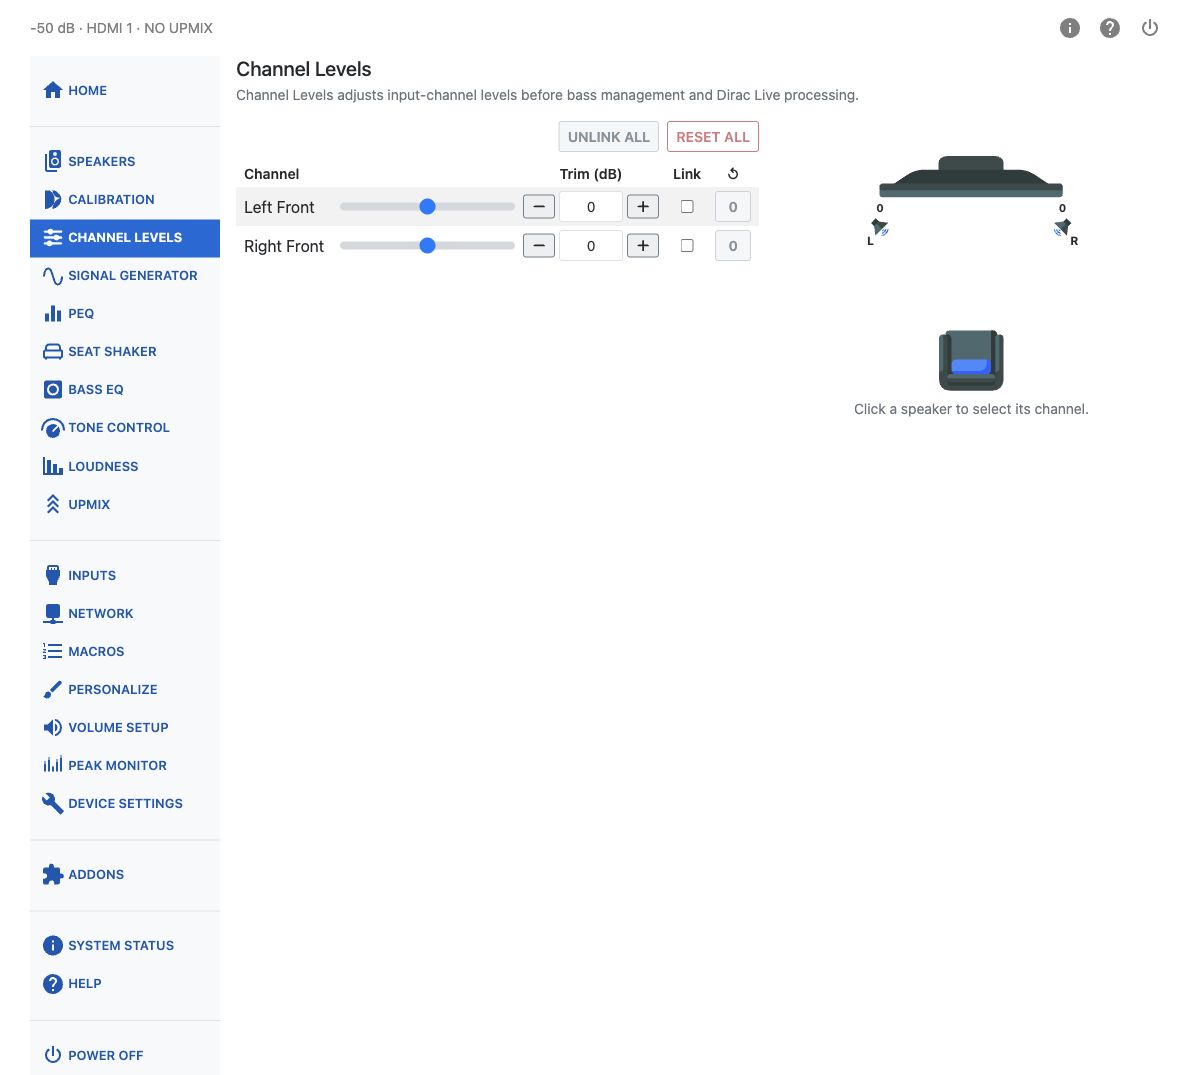 -50 dB · HDMI 1 · NO UPMIX
HOME
SPEAKERS
CALIBRATION
CHANNEL LEVELS
SIGNAL GENERATOR
PEQ
SEAT SHAKER
BASS EQ
TONE CONTROL
LOUDNESS
UPMIX
INPUTS
NETWORK
MACROS
PERSONALIZE
VOLUME SETUP
PEAK MONITOR
DEVICE SETTINGS
ADDONS
SYSTEM STATUS
HELP
POWER OFF
Channel Levels
Channel Levels adjusts input-channel levels before bass management and Dirac Live processing.
UNLINK ALL RESET ALL
Channel Trim (dB) Link
Left Front − 0 + 0
Right Front − 0 + 0
0 0
L R
Click a speaker to select its channel.